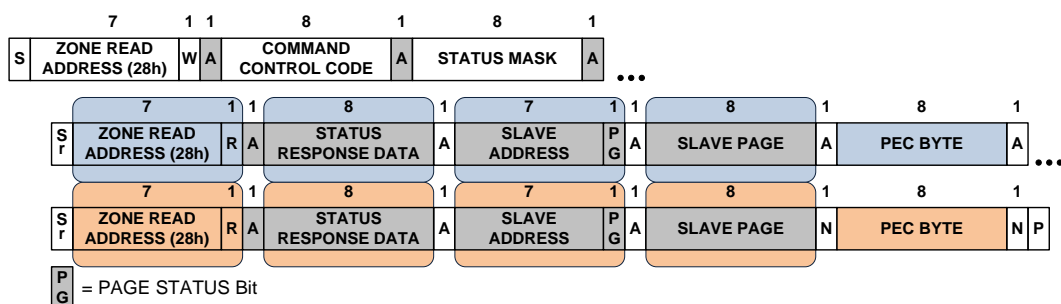 7 1 1 8 1 8 1
S ZONE READ ADDRESS (28h) W A COMMAND CONTROL CODE A STATUS MASK A •••
7 1 1 8 1 7 1 1 8 1 8 1
Sr ZONE READ ADDRESS (28h) R A STATUS RESPONSE DATA A SLAVE ADDRESS PG A SLAVE PAGE A PEC BYTE A •••
7 1 1 8 1 7 1 1 8 1 8 1
Sr ZONE READ ADDRESS (28h) R A STATUS RESPONSE DATA A SLAVE ADDRESS PG A SLAVE PAGE N PEC BYTE N P
PG = PAGE STATUS Bit